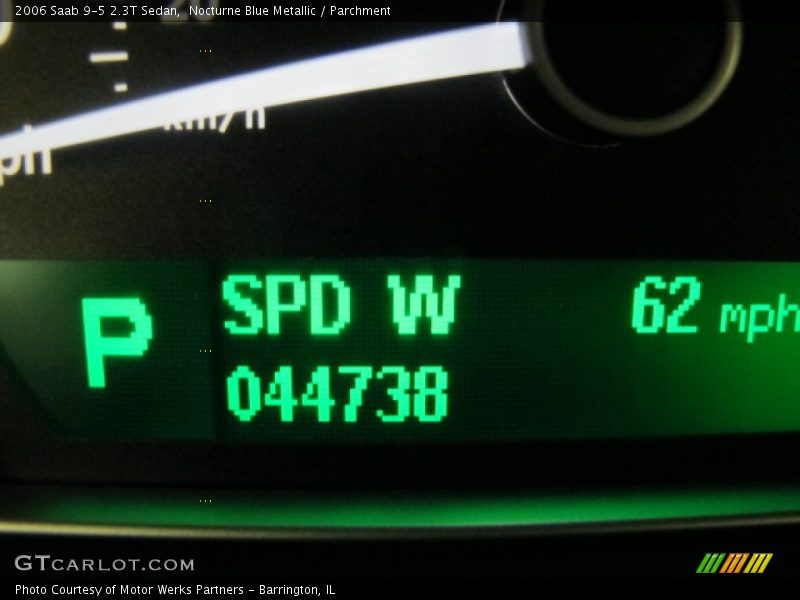 2006 Saab 9-5 2.3T Sedan,  Nocturne Blue Metallic / Parchment
km/h
ph
P
SPD W 62 mph
044738
GTCARLOT.COM
Photo Courtesy of Motor Werks Partners - Barrington, IL